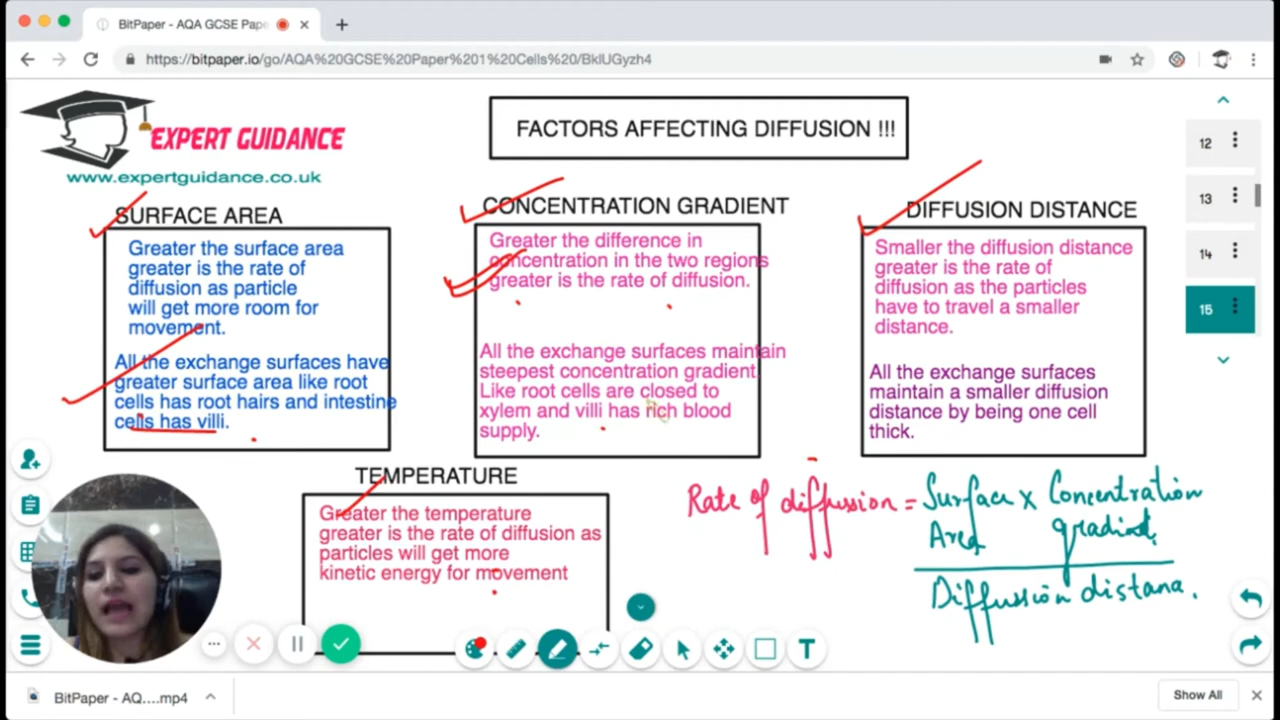 BitPaper - AQA GCSE Pape
https://bitpaper.io/go/AQA%20GCSE%20Paper%201%20Cells%20/BklUGyzh4
EXPERT GUIDANCE
www.expertguidance.co.uk
FACTORS AFFECTING DIFFUSION !!!
12
13
14
15
SURFACE AREA
Greater the surface area
greater is the rate of
diffusion as particle
will get more room for
movement.
All the exchange surfaces have
greater surface area like root
cells has root hairs and intestine
cells has villi.
CONCENTRATION GRADIENT
Greater the difference in
concentration in the two regions
greater is the rate of diffusion.
All the exchange surfaces maintain
steepest concentration gradient.
Like root cells are closed to
xylem and villi has rich blood
supply.
DIFFUSION DISTANCE
Smaller the diffusion distance
greater is the rate of
diffusion as the particles
have to travel a smaller
distance.
All the exchange surfaces
maintain a smaller diffusion
distance by being one cell
thick.
TEMPERATURE
Greater the temperature
greater is the rate of diffusion as
particles will get more
kinetic energy for movement
Rate of diffusion = Surface x Concentration
Area gradient
Diffusion distana.
T
BitPaper - AQ....mp4
Show All